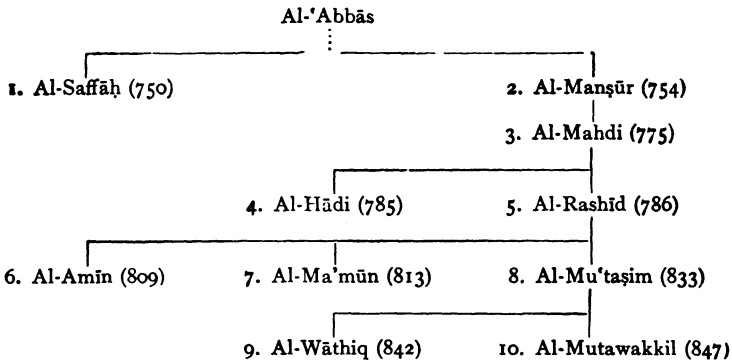 Al-ʿAbbās
1. Al-Saffāḥ (750) 2. Al-Manṣūr (754)
3. Al-Mahdi (775)
4. Al-Hādi (785) 5. Al-Rashīd (786)
6. Al-Amīn (809) 7. Al-Ma’mūn (813) 8. Al-Mu‘taṣim (833)
9. Al-Wāthiq (842) 10. Al-Mutawakkil (847)